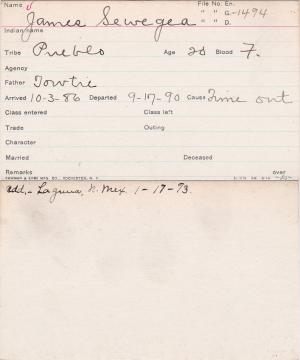 Name File No. En.
James Sewegea " " G-1494
Indian name " " D.
Tribe Pueblo Age 20 Blood F.
Agency
Father Towtie
Arrived 10-3-86 Departed 9-17-90 Cause Time out
Class entered Class left
Trade Outing
Character
Married Deceased
Remarks over
Add,- Laguna, N. Mex. 1-17-73.